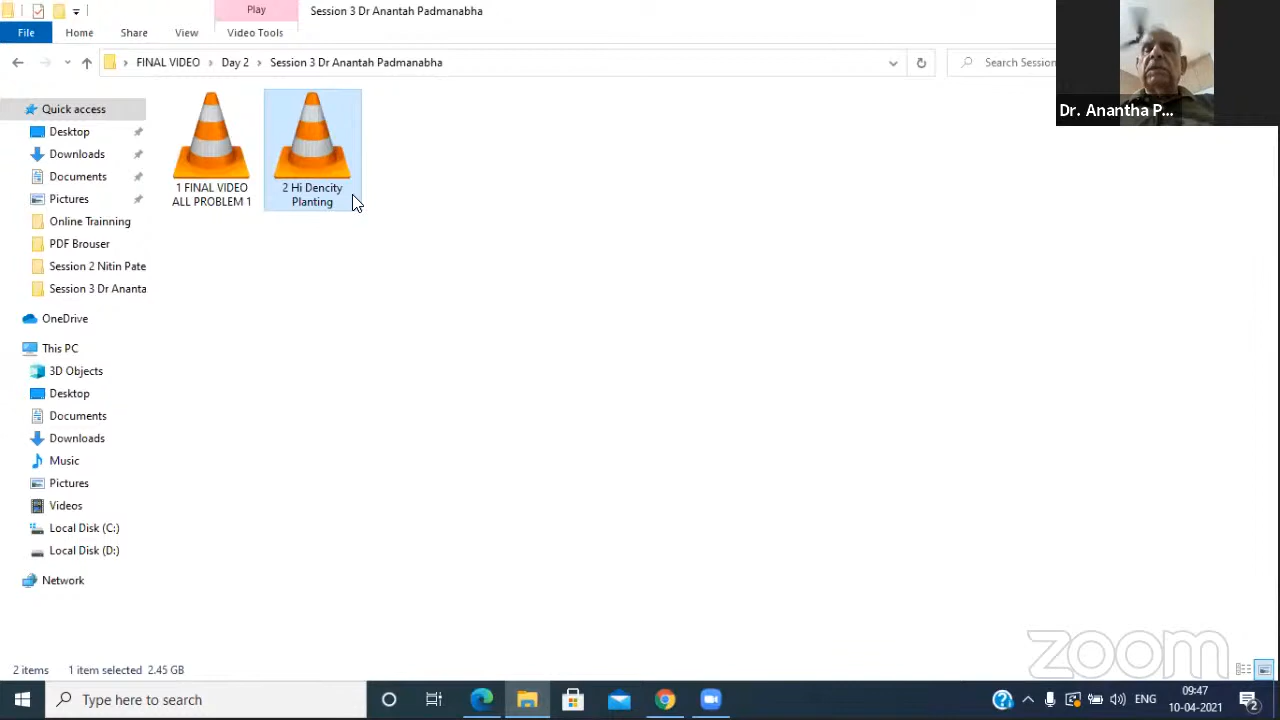 Play
Session 3 Dr Anantah Padmanabha
File
Home
Share
View
Video Tools
FINAL VIDEO
Day 2
Session 3 Dr Anantah Padmanabha
Search Session
Dr. Anantha P...
Quick access
Desktop
Downloads
Documents
Pictures
Online Trainning
PDF Brouser
Session 2 Nitin Pate
Session 3 Dr Ananta
OneDrive
This PC
3D Objects
Desktop
Documents
Downloads
Music
Pictures
Videos
Local Disk (C:)
Local Disk (D:)
Network
1 FINAL VIDEO
ALL PROBLEM 1
2 Hi Dencity
Planting
zoom
2 items
1 item selected 2.45 GB
Type here to search
ENG
09:47
10-04-2021
2